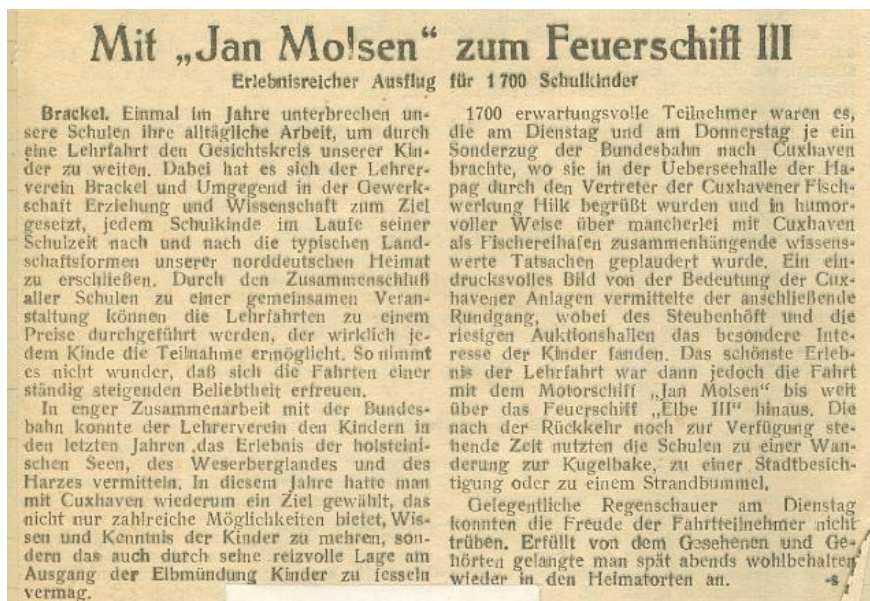 Mit „Jan Molsen“ zum Feuerschiff III
Erlebnisreicher Ausflug für 1700 Schulkinder
Brackel. Einmal im Jahre unterbrechen un-
sere Schulen ihre alltägliche Arbeit, um durch
eine Lehrfahrt den Gesichtskreis unserer Kin-
der zu weiten. Dabei hat es sich der Lehrer-
verein Brackel und Umgegend in der Gewerk-
schaft Erziehung und Wissenschaft zum Ziel
gesetzt, jedem Schulkinde im Laufe seiner
Schulzeit nach und nach die typischen Land-
schaftsformen unserer norddeutschen Heimat
zu erschließen. Durch den Zusammenschluß
aller Schulen zu einer gemeinsamen Veran-
staltung können die Lehrfahrten zu einem
Preise durchgeführt werden, der wirklich je-
dem Kinde die Teilnahme ermöglicht. So nimmt
es nicht wunder, daß sich die Fahrten einer
ständig steigenden Beliebtheit erfreuen.
In enger Zusammenarbeit mit der Bundes-
bahn konnte der Lehrerverein den Kindern in
den letzten Jahren das Erlebnis der holsteini-
schen Seen, des Weserberglandes und des
Harzes vermitteln. In diesem Jahre hatte man
mit Cuxhaven wiederum ein Ziel gewählt, das
nicht nur zahlreiche Möglichkeiten bietet, Wis-
sen und Kenntnis der Kinder zu mehren, son-
dern das auch durch seine reizvolle Lage am
Ausgang der Elbmündung Kinder zu fesseln
vermag.
1700 erwartungsvolle Teilnehmer waren es,
die am Dienstag und am Donnerstag je ein
Sonderzug der Bundesbahn nach Cuxhaven
brachte, wo sie in der Ueberseehalle der Ha-
pag durch den Vertreter der Cuxhavener Fisch-
werkung Hilk begrüßt wurden und in humor-
voller Weise über mancherlei mit Cuxhaven
als Fischereihafen zusammenhängende wissens-
werte Tatsachen geplaudert wurde. Ein ein-
drucksvolles Bild von der Bedeutung der Cux-
havener Anlagen vermittelte der anschließende
Rundgang, wobei des Steubenhöft und die
riesigen Auktionshallen das besondere Inte-
resse der Kinder fanden. Das schönste Erleb-
nis der Lehrfahrt war dann jedoch die Fahrt
mit dem Motorschiff „Jan Molsen“ bis weit
über das Feuerschiff „Elbe III“ hinaus. Die
nach der Rückkehr noch zur Verfügung ste-
hende Zeit nutzten die Schulen zu einer Wan-
derung zur Kugelbake, zu einer Stadtbesich-
tigung oder zu einem Strandbummel.
Gelegentliche Regenschauer am Dienstag
konnten die Freude der Fahrtteilnehmer nicht
trüben. Erfüllt von dem Gesehenen und Ge-
hörten gelangte man spät abends wohlbehalten
wieder in den Heimatorten an. -s